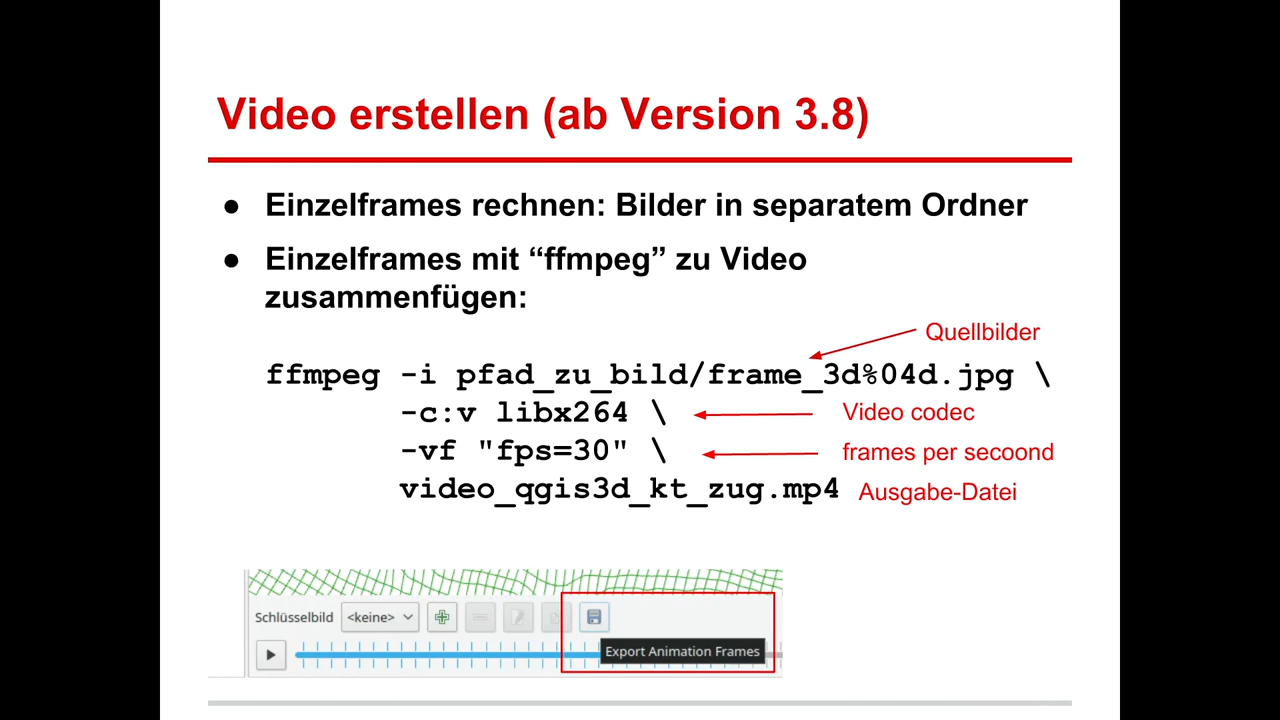 Video erstellen (ab Version 3.8)
● Einzelframes rechnen: Bilder in separatem Ordner
● Einzelframes mit “ffmpeg” zu Video
zusammenfügen:
Quellbilder
ffmpeg -i pfad_zu_bild/frame_3d%04d.jpg \
-c:v libx264 \ Video codec
-vf "fps=30" \ frames per secoond
video_qgis3d_kt_zug.mp4 Ausgabe-Datei
Schlüsselbild <keine>
Export Animation Frames